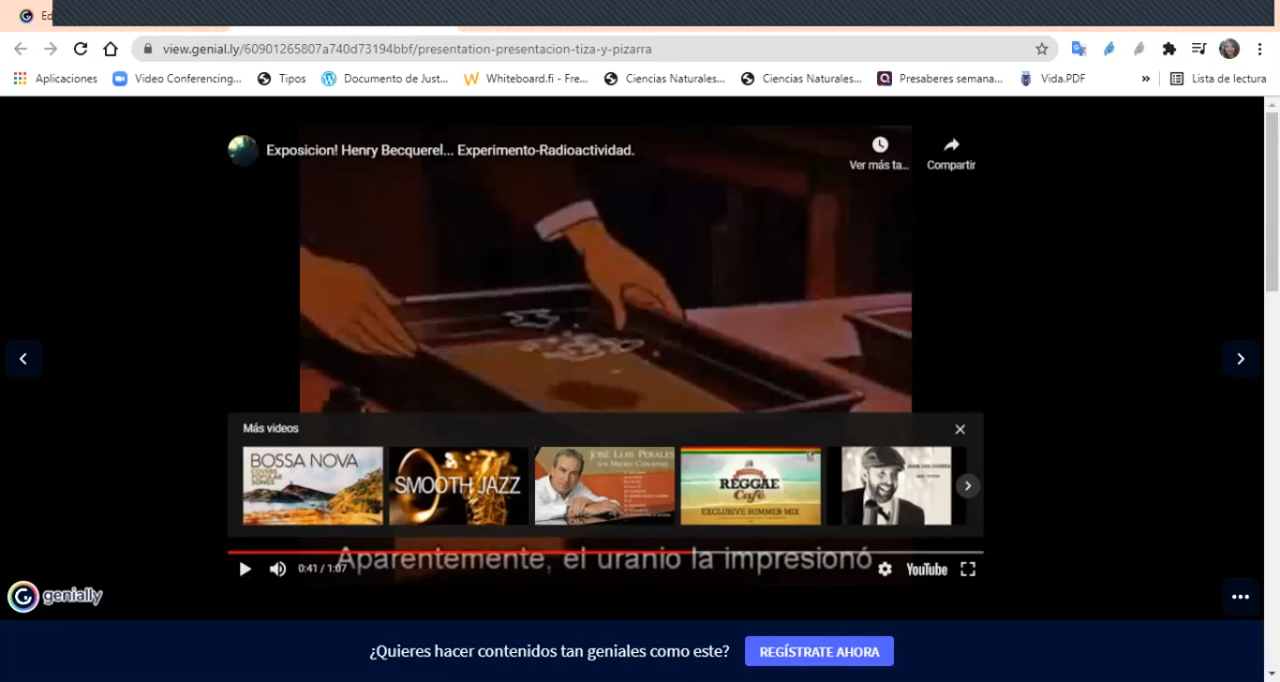 Ed
view.genial.ly/60901265807a740d73194bbf/presentation-presentacion-tiza-y-pizarra
Aplicaciones
Video Conferencing...
Tipos
Documento de Just...
Whiteboard.fi - Fre...
Ciencias Naturales...
Ciencias Naturales...
Presaberes semana...
Vida.PDF
»
Lista de lectura
Exposicion! Henry Becquerel... Experimento-Radioactividad.
Ver más ta...
Compartir
Más videos
BOSSA NOVA
COVERS
POPULAR
SONGS
SMOOTH JAZZ
JOSÉ LUIS PERALES
REGGAE
Café
EXCLUSIVE SUMMER MIX
Aparentemente, el uranio la impresionó
0:41 / 1:07
YouTube
genially
¿Quieres hacer contenidos tan geniales como este?
REGÍSTRATE AHORA